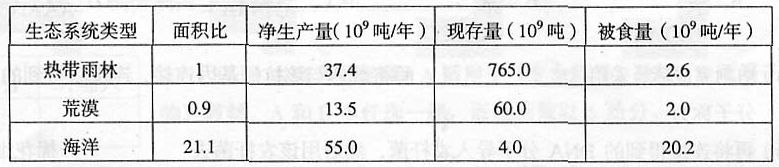 生态系统类型 面积比 净生产量(10⁹吨/年) 现存量(10⁹吨) 被食量(10⁹吨/年)
热带雨林 1 37.4 765.0 2.6
荒漠 0.9 13.5 60.0 2.0
海洋 21.1 55.0 4.0 20.2